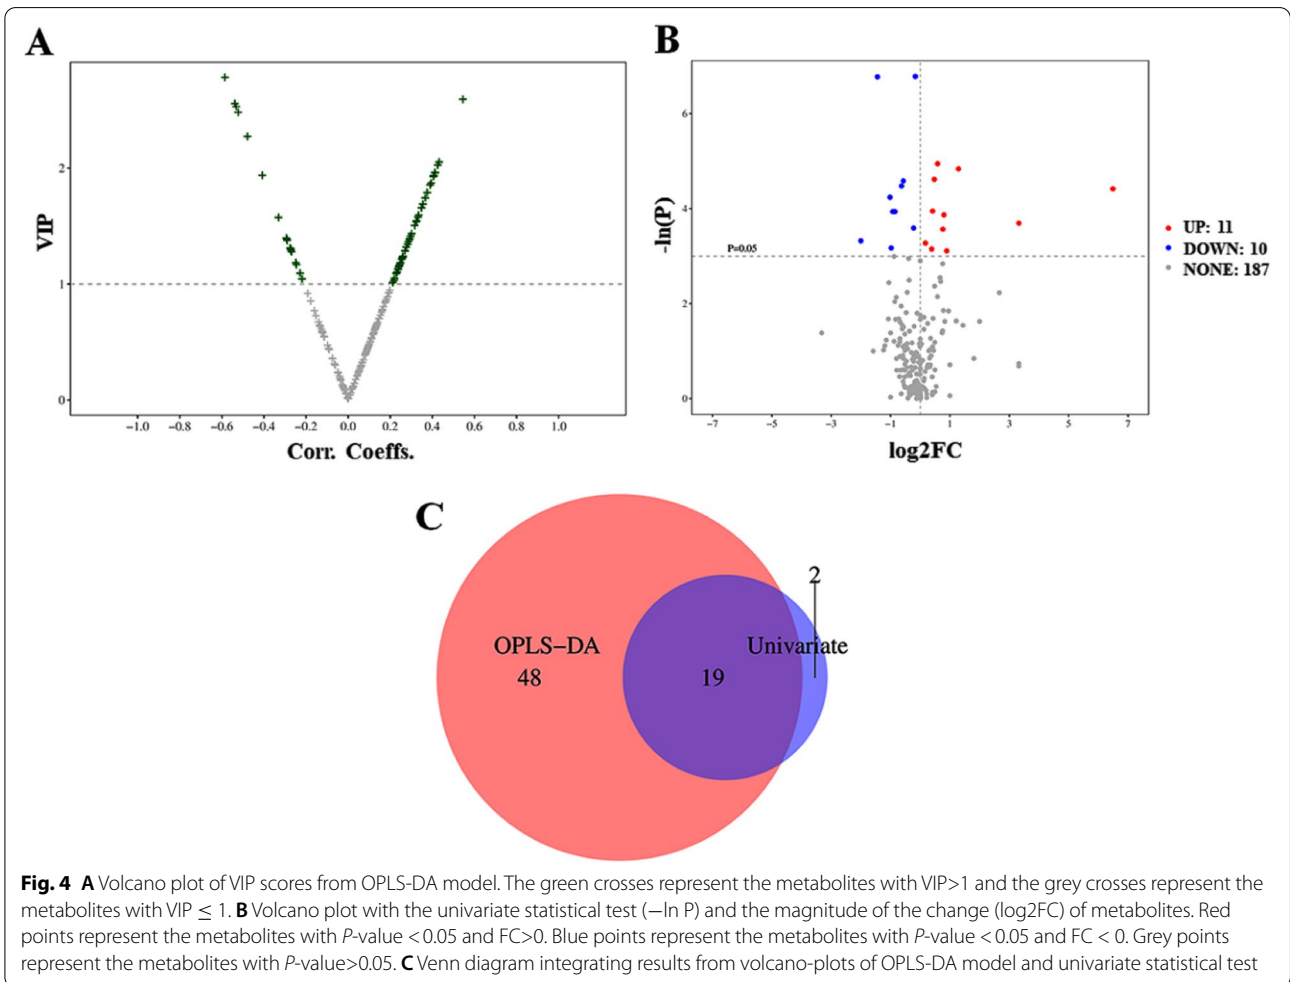 A
VIP
2
1
0
−1.0 −0.8 −0.6 −0.4 −0.2 0.0 0.2 0.4 0.6 0.8 1.0
Corr. Coeffs.
B
-ln(P)
6
4
2
0
P=0.05
−7 −5 −3 −1 1 3 5 7
log2FC
UP: 11
DOWN: 10
NONE: 187
C
2
OPLS−DA Univariate
48 19
Fig. 4 A Volcano plot of VIP scores from OPLS-DA model. The green crosses represent the metabolites with VIP>1 and the grey crosses represent the
metabolites with VIP ≤ 1. B Volcano plot with the univariate statistical test (−ln P) and the magnitude of the change (log2FC) of metabolites. Red
points represent the metabolites with P-value <0.05 and FC>0. Blue points represent the metabolites with P-value <0.05 and FC < 0. Grey points
represent the metabolites with P-value>0.05. C Venn diagram integrating results from volcano-plots of OPLS-DA model and univariate statistical test